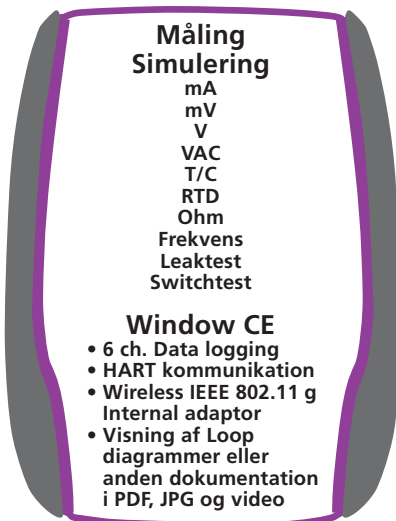 Måling
Simulering
mA
mV
V
VAC
T/C
RTD
Ohm
Frekvens
Leaktest
Switchtest
Window CE
• 6 ch. Data logging
• HART kommunikation
• Wireless IEEE 802.11 g
Internal adaptor
• Visning af Loop
diagrammer eller
anden dokumentation
i PDF, JPG og video